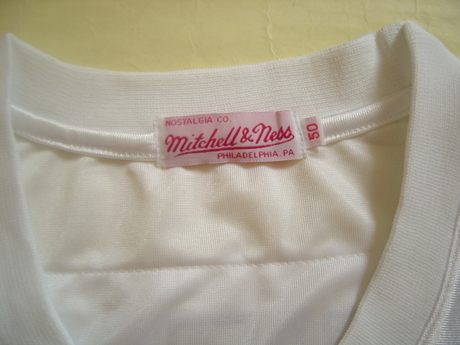 NOSTALGIA CO.
Mitchell & Ness
PHILADELPHIA, PA
50